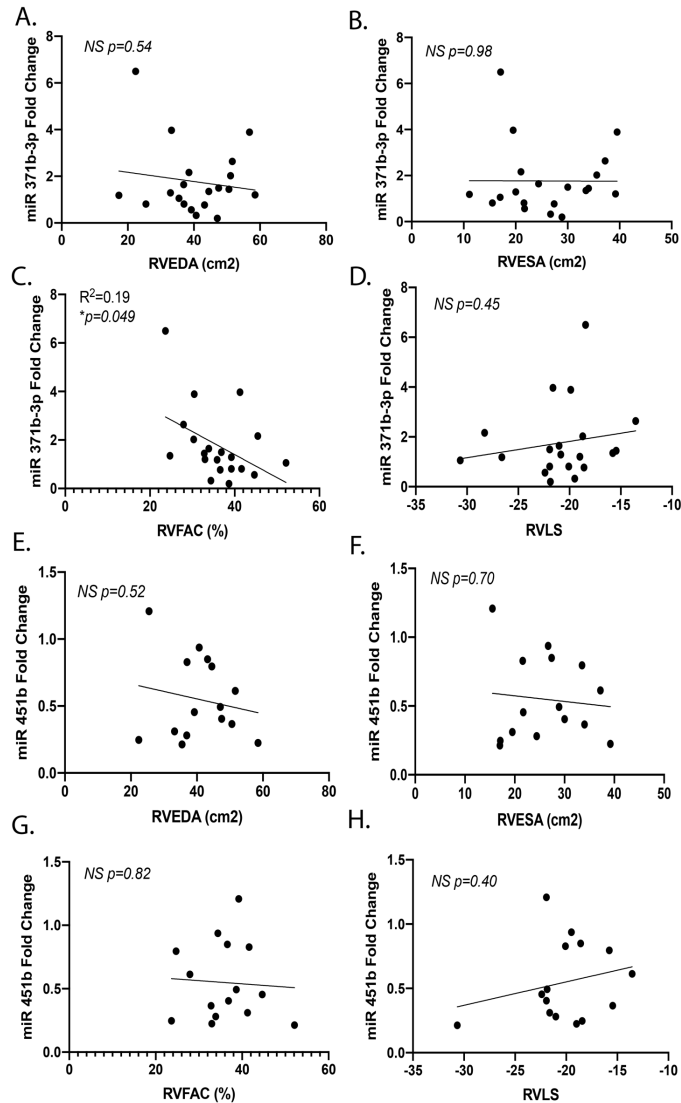 A.
NS p=0.54
miR 371b-3p Fold Change
8
6
4
2
0
0 20 40 60 80
RVEDA (cm2)
B.
NS p=0.98
miR 371b-3p Fold Change
8
6
4
2
0
0 10 20 30 40 50
RVESA (cm2)
C.
R²=0.19
*p=0.049
miR 371b-3p Fold Change
8
6
4
2
0
0 20 40 60
RVFAC (%)
D.
NS p=0.45
miR 371b-3p Fold Change
8
6
4
2
0
-35 -30 -25 -20 -15 -10
RVLS
E.
NS p=0.52
miR 451b Fold Change
1.5
1.0
0.5
0.0
0 20 40 60 80
RVEDA (cm2)
F.
NS p=0.70
miR 451b Fold Change
1.5
1.0
0.5
0.0
0 10 20 30 40 50
RVESA (cm2)
G.
NS p=0.82
miR 451b Fold Change
1.5
1.0
0.5
0.0
0 20 40 60
RVFAC (%)
H.
NS p=0.40
miR 451b Fold Change
1.5
1.0
0.5
0.0
-35 -30 -25 -20 -15 -10
RVLS